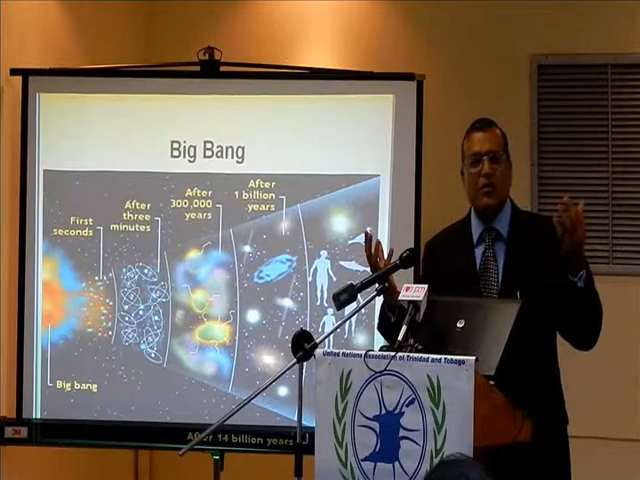 Big Bang
First
seconds
After
three
minutes
After
300,000
years
After
1 billion
years
Big bang
After 14 billion years
3M
United Nations Association of Trinidad and Tobago